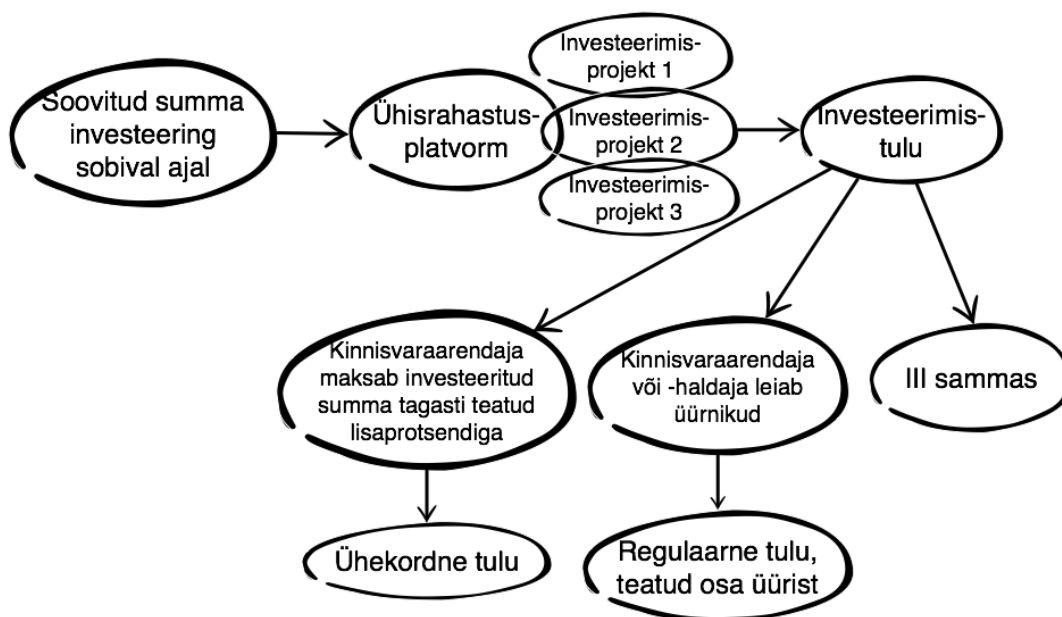 Soovitud summa
investeering
sobival ajal
Ühisrahastus-
platvorm
Investeerimis-
projekt 1
Investeerimis-
projekt 2
Investeerimis-
projekt 3
Investeerimis-
tulu
Kinnisvaraarendaja
maksab investeeritud
summa tagasti teatud
lisaprotsendiga
Kinnisvaraarendaja
või -haldaja leiab
üürnikud
III sammas
Ühekordne tulu
Regulaarne tulu,
teatud osa üürist